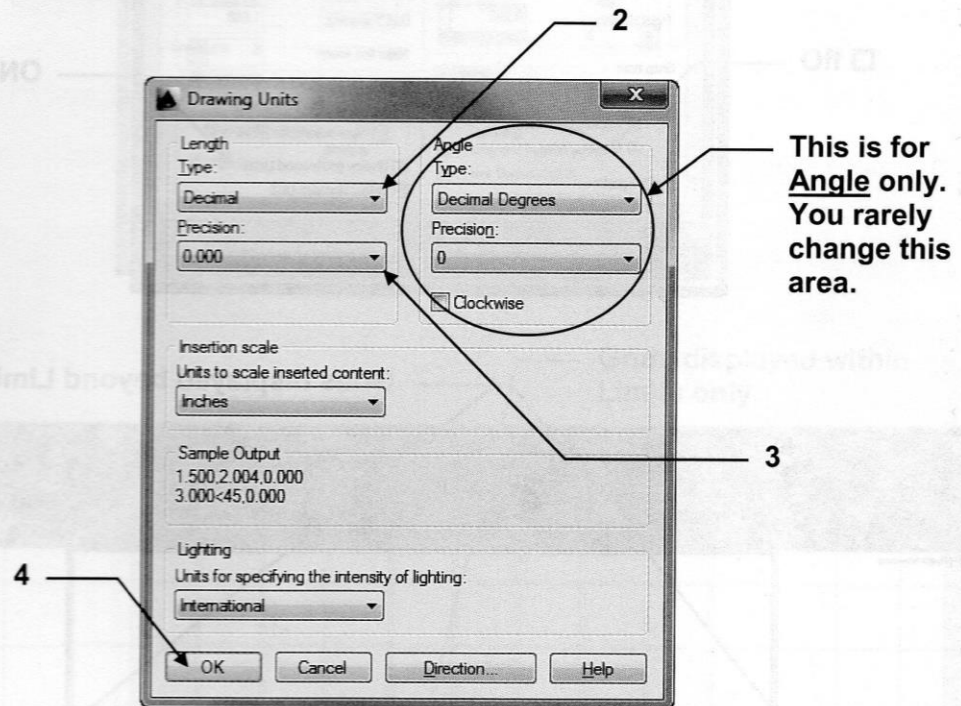 2
Drawing Units
X
Length
Type:
Decimal
Precision:
0.000
Angle
Type:
Decimal Degrees
Precision:
0
Clockwise
This is for
Angle only.
You rarely
change this
area.
Insertion scale
Units to scale inserted content:
Inches
3
Sample Output
1.500,2.004,0.000
3.000<45,0.000
Lighting
Units for specifying the intensity of lighting:
International
4
OK
Cancel
Direction...
Help